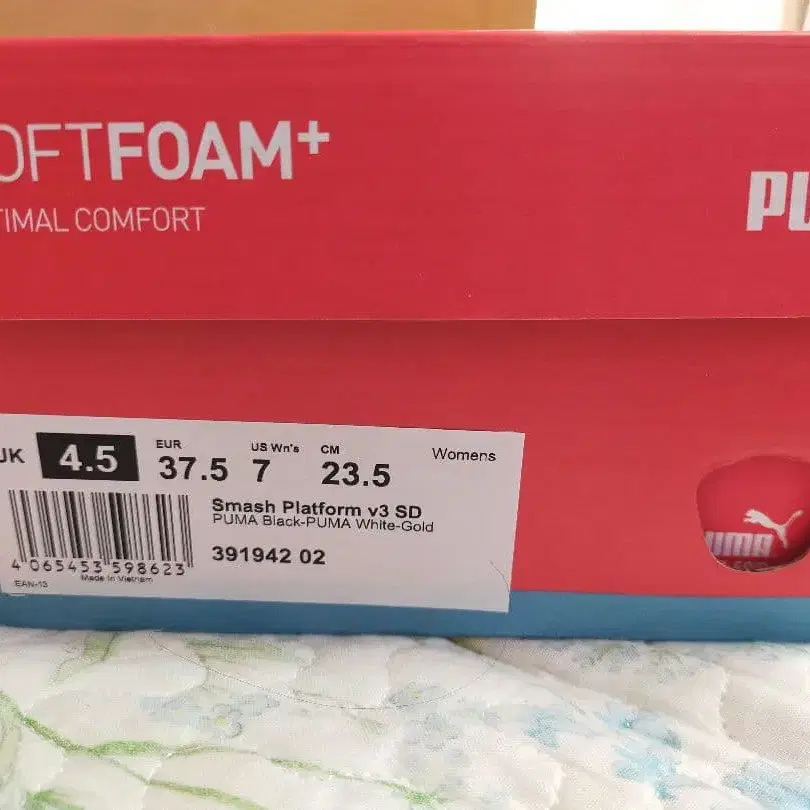 OFTFOAM+
TIMAL COMFORT
PU
UK 4.5 EUR 37.5 US Wn's 7 CM 23.5 Womens
Smash Platform v3 SD
PUMA Black-PUMA White-Gold
391942 02
4 065453 598623
Made in Vietnam
EAN-13
PUMA